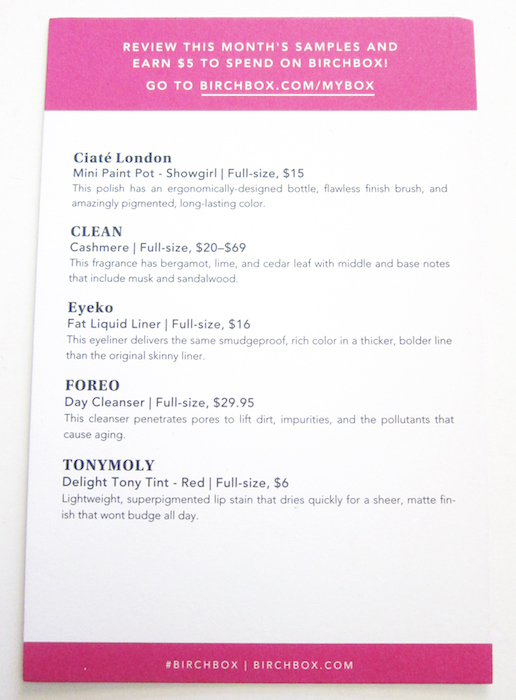 REVIEW THIS MONTH'S SAMPLES AND
EARN $5 TO SPEND ON BIRCHBOX!
GO TO BIRCHBOX.COM/MYBOX
Ciaté London
Mini Paint Pot - Showgirl | Full-size, $15
This polish has an ergonomically-designed bottle, flawless finish brush, and
amazingly pigmented, long-lasting color.
CLEAN
Cashmere | Full-size, $20–$69
This fragrance has bergamot, lime, and cedar leaf with middle and base notes
that include musk and sandalwood.
Eyeko
Fat Liquid Liner | Full-size, $16
This eyeliner delivers the same smudgeproof, rich color in a thicker, bolder line
than the original skinny liner.
FOREO
Day Cleanser | Full-size, $29.95
This cleanser penetrates pores to lift dirt, impurities, and the pollutants that
cause aging.
TONYMOLY
Delight Tony Tint - Red | Full-size, $6
Lightweight, superpigmented lip stain that dries quickly for a sheer, matte fin-
ish that wont budge all day.
#BIRCHBOX | BIRCHBOX.COM